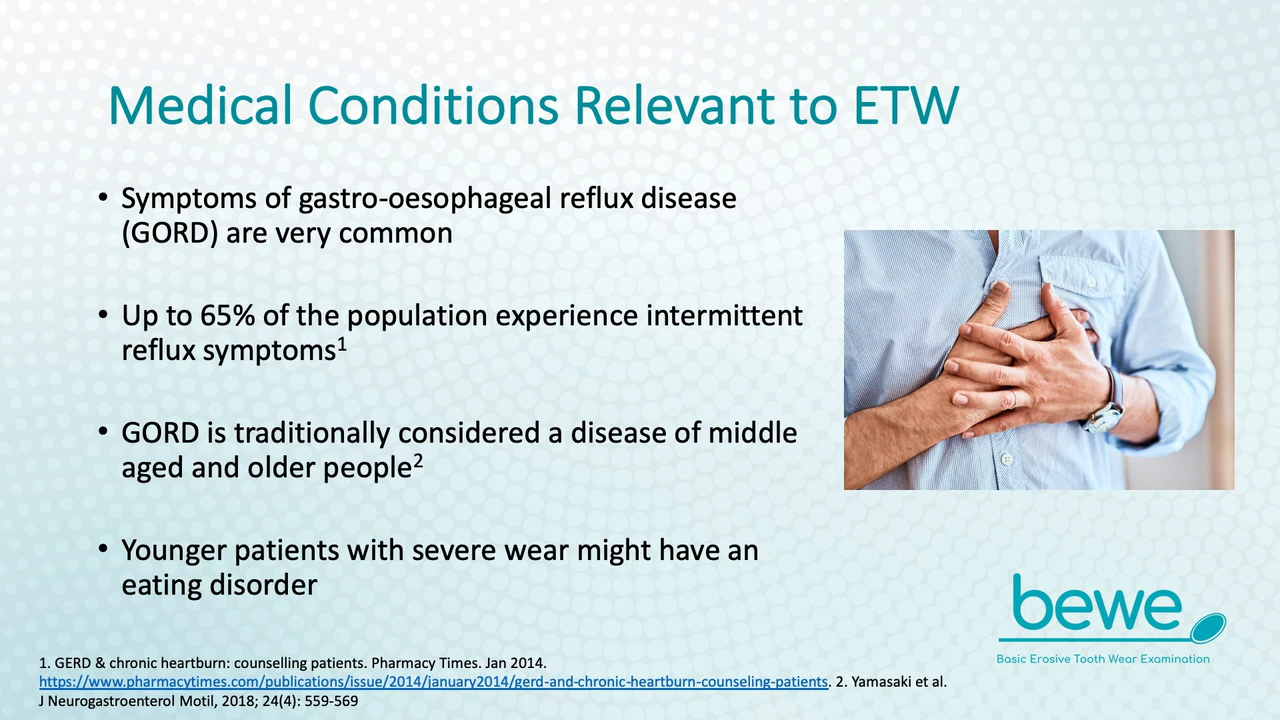 Medical Conditions Relevant to ETW
• Symptoms of gastro-oesophageal reflux disease
(GORD) are very common
• Up to 65% of the population experience intermittent
reflux symptoms1
• GORD is traditionally considered a disease of middle
aged and older people2
• Younger patients with severe wear might have an
eating disorder
bewe
Basic Erosive Tooth Wear Examination
1. GERD & chronic heartburn: counselling patients. Pharmacy Times. Jan 2014.
https://www.pharmacytimes.com/publications/issue/2014/january2014/gerd-and-chronic-heartburn-counseling-patients. 2. Yamasaki et al.
J Neurogastroenterol Motil, 2018; 24(4): 559-569